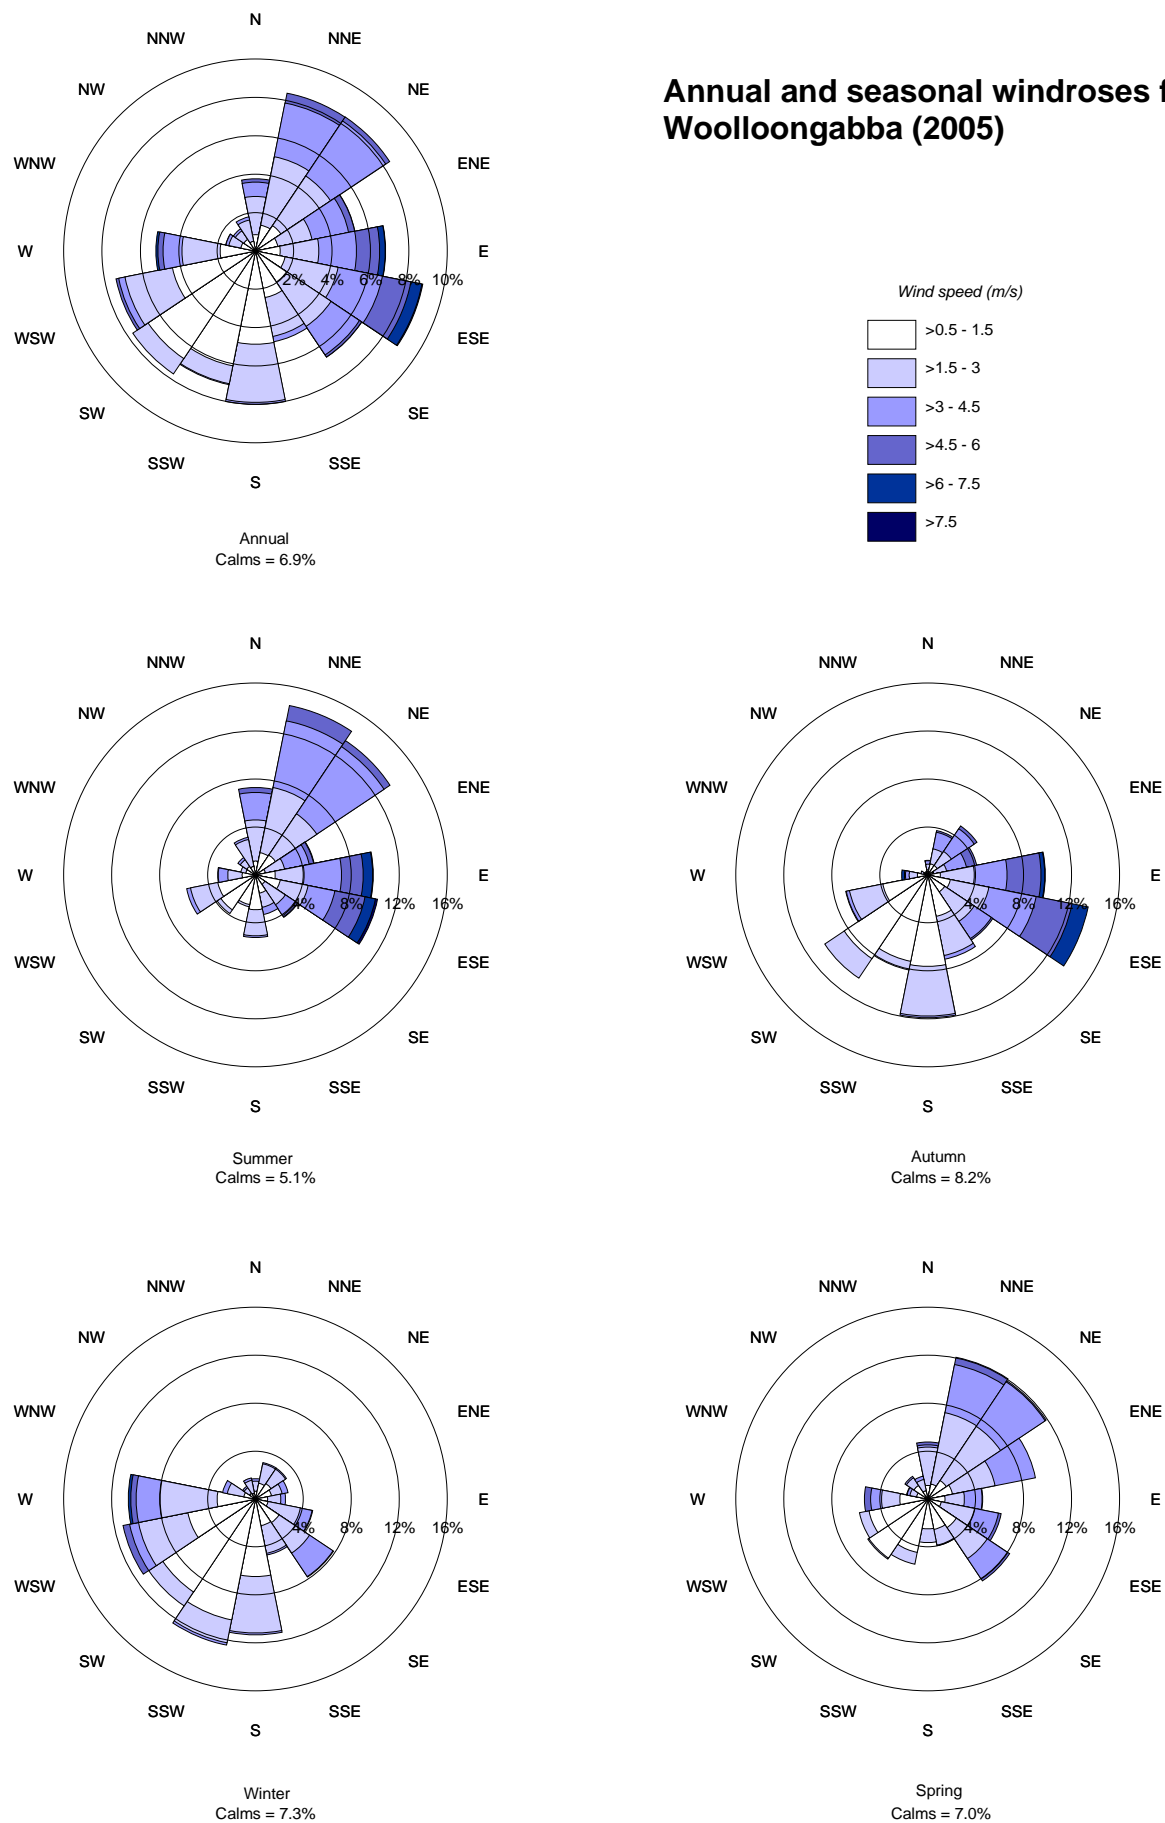 N
NNW
NNE
NW
NE
WNW
ENE
W
E
2%
4%
6%
8%
10%
WSW
ESE
SW
SE
SSW
SSE
S
Annual
Calms = 6.9%
Annual and seasonal windroses f
Woolloongabba (2005)
Wind speed (m/s)
>0.5 - 1.5
>1.5 - 3
>3 - 4.5
>4.5 - 6
>6 - 7.5
>7.5
N
NNW
NNE
NW
NE
WNW
ENE
W
E
4%
8%
12%
16%
WSW
ESE
SW
SE
SSW
SSE
S
Summer
Calms = 5.1%
N
NNW
NNE
NW
NE
WNW
ENE
W
E
4%
8%
12%
16%
WSW
ESE
SW
SE
SSW
SSE
S
Autumn
Calms = 8.2%
N
NNW
NNE
NW
NE
WNW
ENE
W
E
4%
8%
12%
16%
WSW
ESE
SW
SE
SSW
SSE
S
Winter
Calms = 7.3%
N
NNW
NNE
NW
NE
WNW
ENE
W
E
4%
8%
12%
16%
WSW
ESE
SW
SE
SSW
SSE
S
Spring
Calms = 7.0%